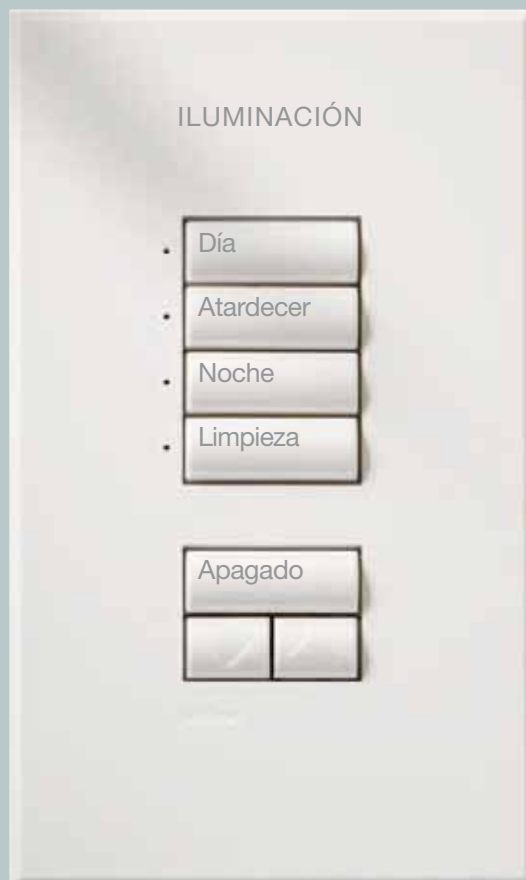 ILUMINACIÓN
Día
Atardecer
Noche
Limpieza
Apagado